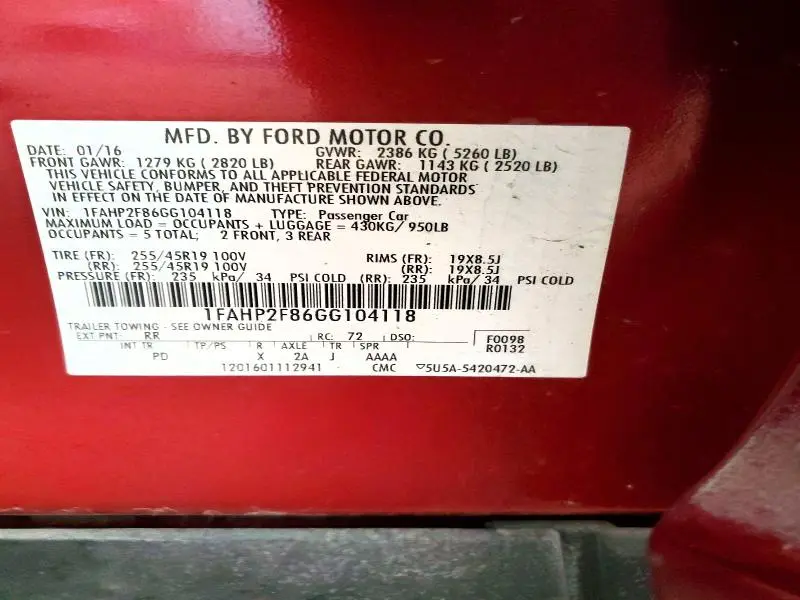 MFD. BY FORD MOTOR CO.
DATE: 01/16 GVWR: 2386 KG ( 5260 LB)
FRONT GAWR: 1279 KG ( 2820 LB) REAR GAWR: 1143 KG ( 2520 LB)
THIS VEHICLE CONFORMS TO ALL APPLICABLE FEDERAL MOTOR
VEHICLE SAFETY, BUMPER, AND THEFT PREVENTION STANDARDS
IN EFFECT ON THE DATE OF MANUFACTURE SHOWN ABOVE.
VIN: 1FAHP2F86GG104118 TYPE: Passenger Car
MAXIMUM LOAD = OCCUPANTS + LUGGAGE = 430KG/ 950LB
OCCUPANTS = 5 TOTAL; 2 FRONT, 3 REAR
TIRE (FR): 255/45R19 100V RIMS (FR): 19X8.5J
(RR): 255/45R19 100V (RR): 19X8.5J
PRESSURE (FR): 235 kPa/ 34 PSI COLD (RR): 235 kPa/ 34 PSI COLD
1FAHP2F86GG104118
TRAILER TOWING - SEE OWNER GUIDE
EXT PNT: RR RC: 72 DSO: F0098
INT TR TP/PS R AXLE TR SPR R0132
PD X 2A J AAAA
1201601112941 CMC ▽5U5A-5420472-AA